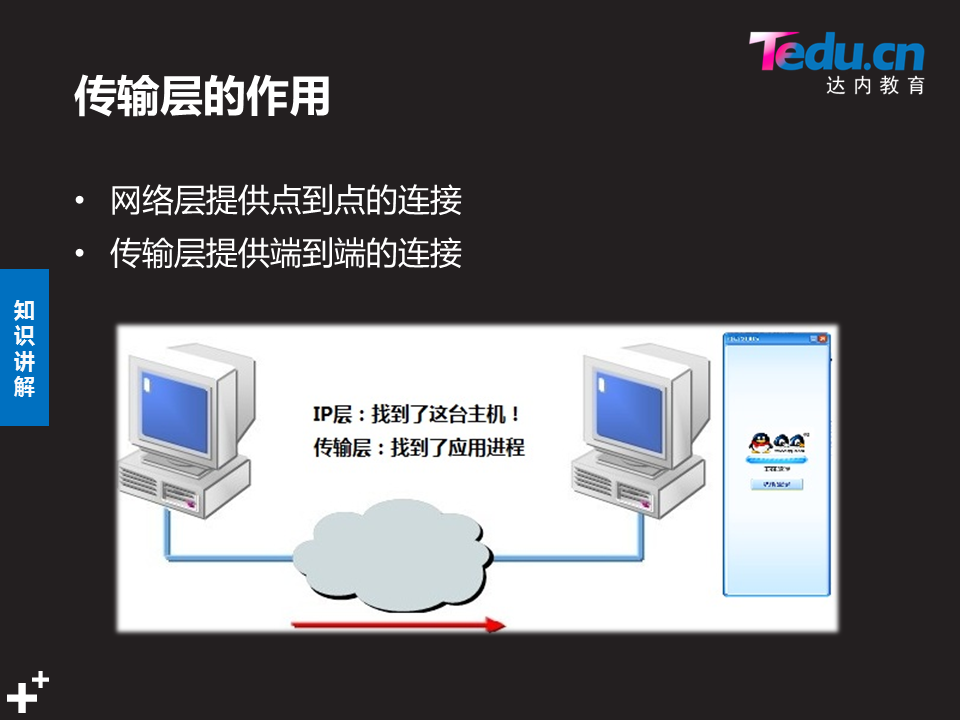 Tedu.cn
达内教育
传输层的作用
• 网络层提供点到点的连接
• 传输层提供端到端的连接
知识讲解
IP层：找到了这台主机！
传输层：找到了应用进程